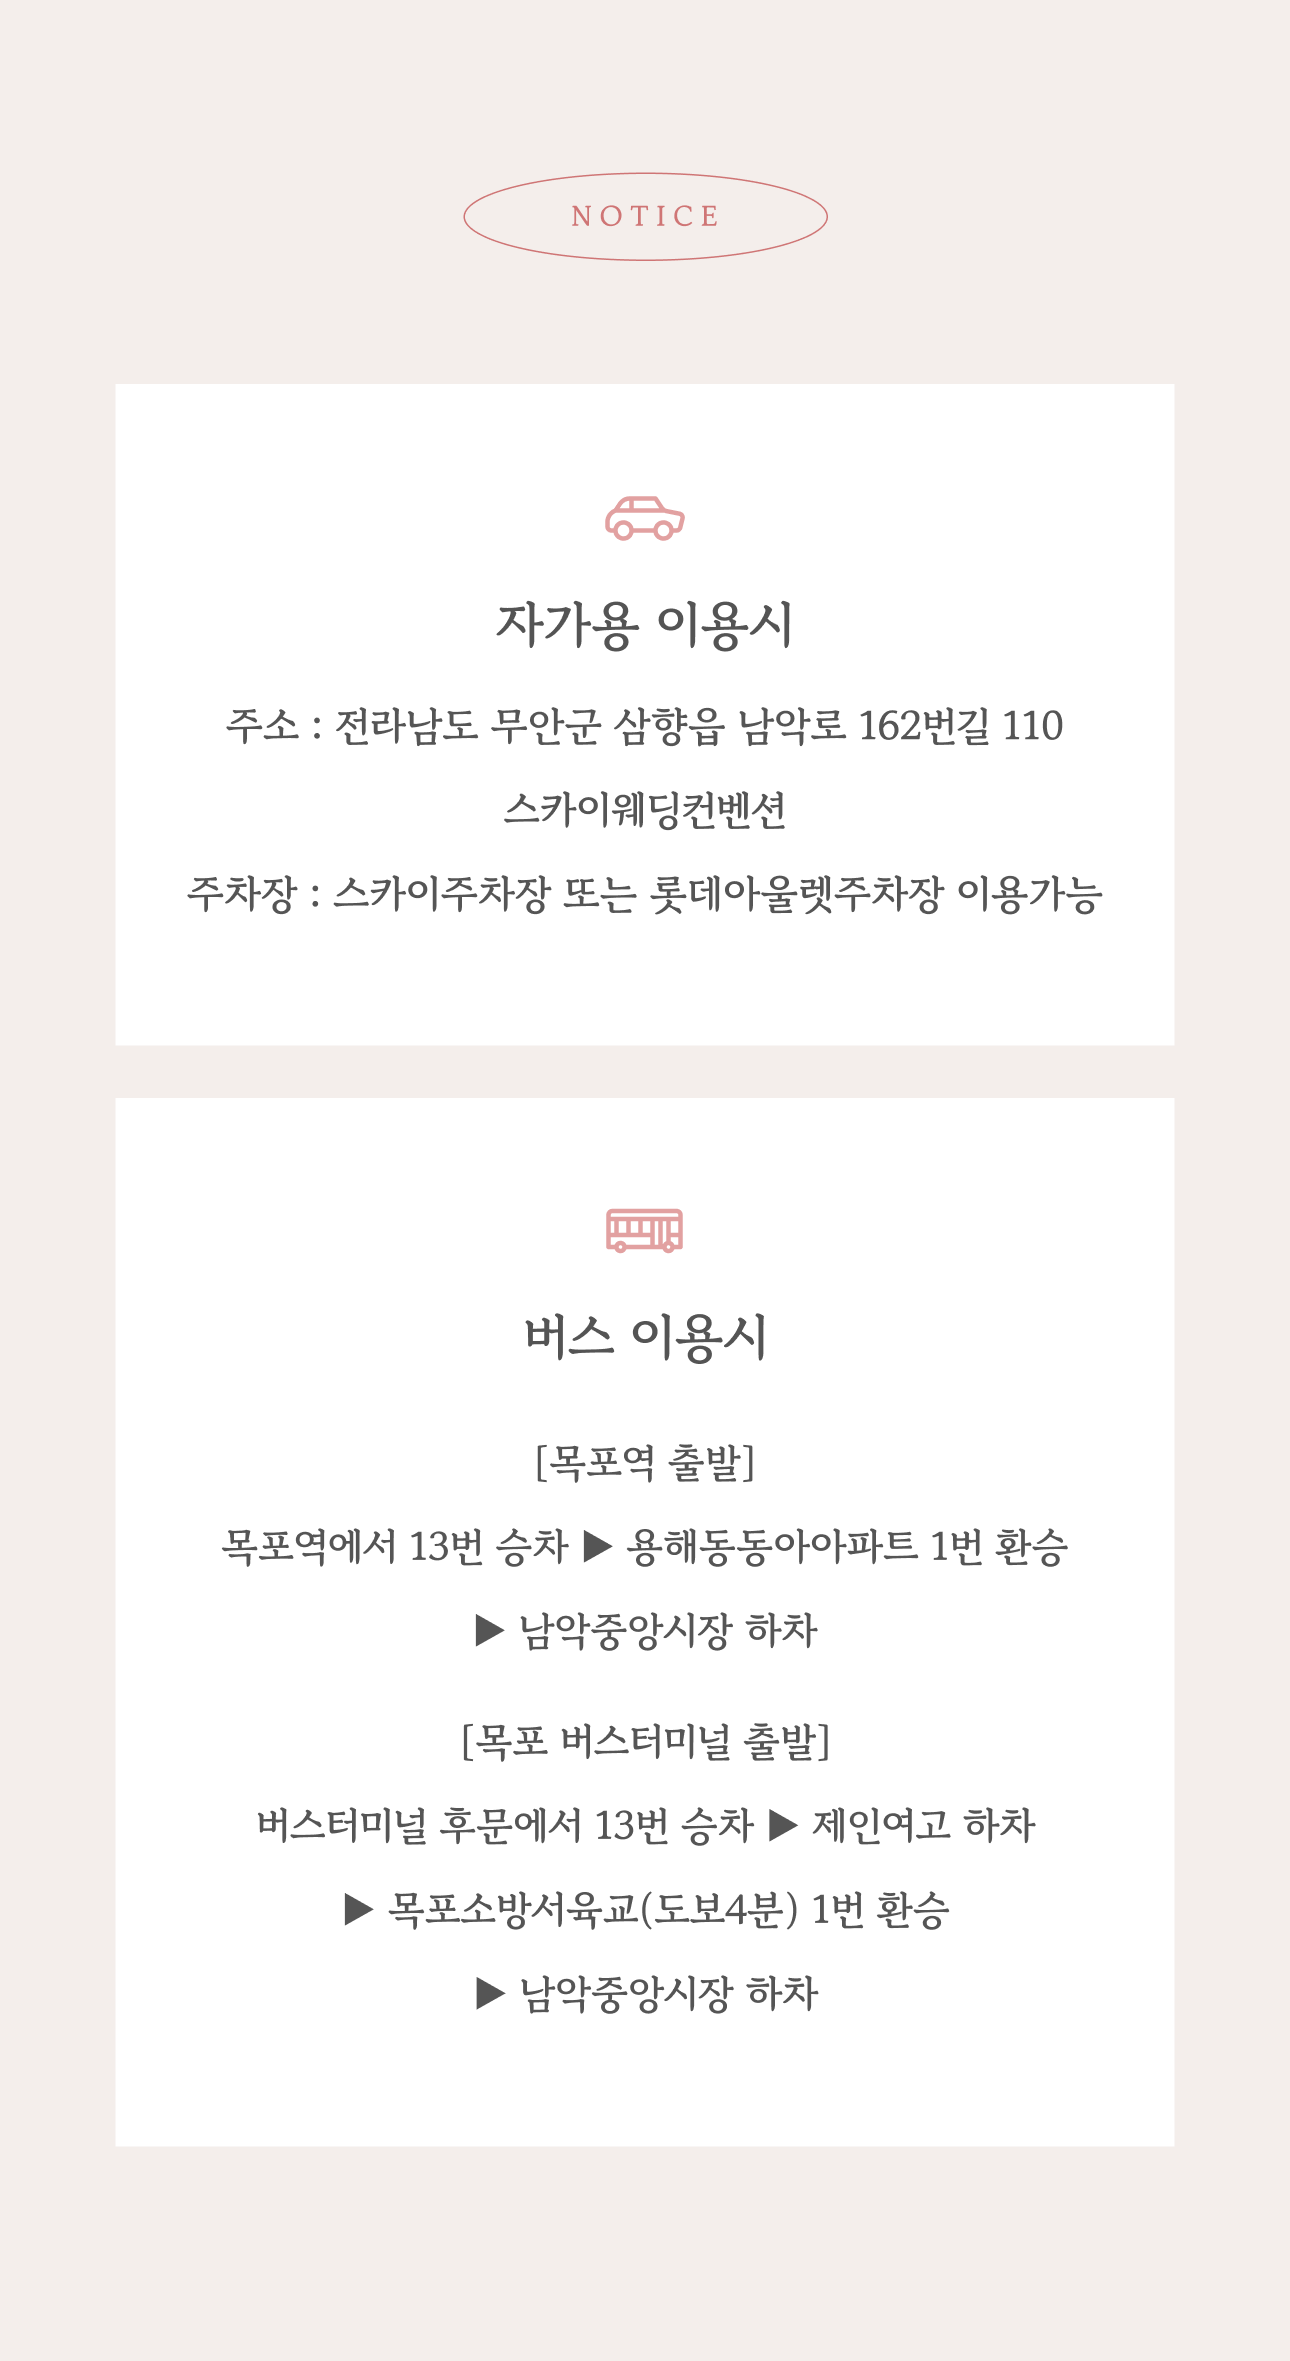 NOTICE
자가용 이용시
주소 : 전라남도 무안군 삼향읍 남악로 162번길 110
스카이웨딩컨벤션
주차장 : 스카이주차장 또는 롯데아울렛주차장 이용가능
버스 이용시
[목포역 출발]
목포역에서 13번 승차 ▶ 용해동동아아파트 1번 환승
▶ 남악중앙시장 하차
[목포 버스터미널 출발]
버스터미널 후문에서 13번 승차 ▶ 제인여고 하차
▶ 목포소방서육교(도보4분) 1번 환승
▶ 남악중앙시장 하차